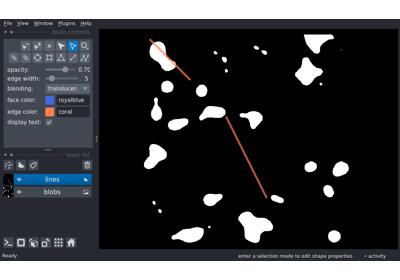 File View Window Plugins Help
layer controls
opacity: 0.70
edge width: 5
blending: translucen
face color: royalblue
edge color: coral
display text:
layer list
lines
blobs
Ready enter a selection mode to edit shape properties activity